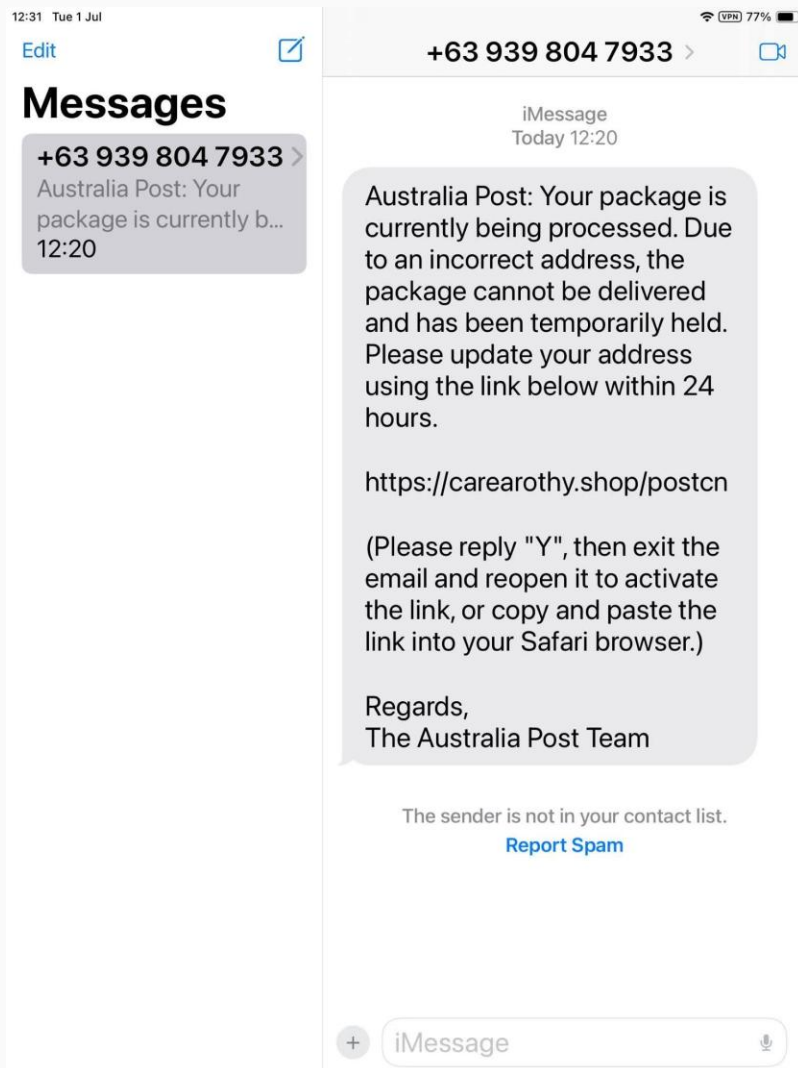 12:31 Tue 1 Jul
VPN 77%
Edit
Messages
+63 939 804 7933
Australia Post: Your
package is currently b...
12:20
+63 939 804 7933
iMessage
Today 12:20
Australia Post: Your package is
currently being processed. Due
to an incorrect address, the
package cannot be delivered
and has been temporarily held.
Please update your address
using the link below within 24
hours.
https://carearothy.shop/postcn
(Please reply "Y", then exit the
email and reopen it to activate
the link, or copy and paste the
link into your Safari browser.)
Regards,
The Australia Post Team
The sender is not in your contact list.
Report Spam
iMessage